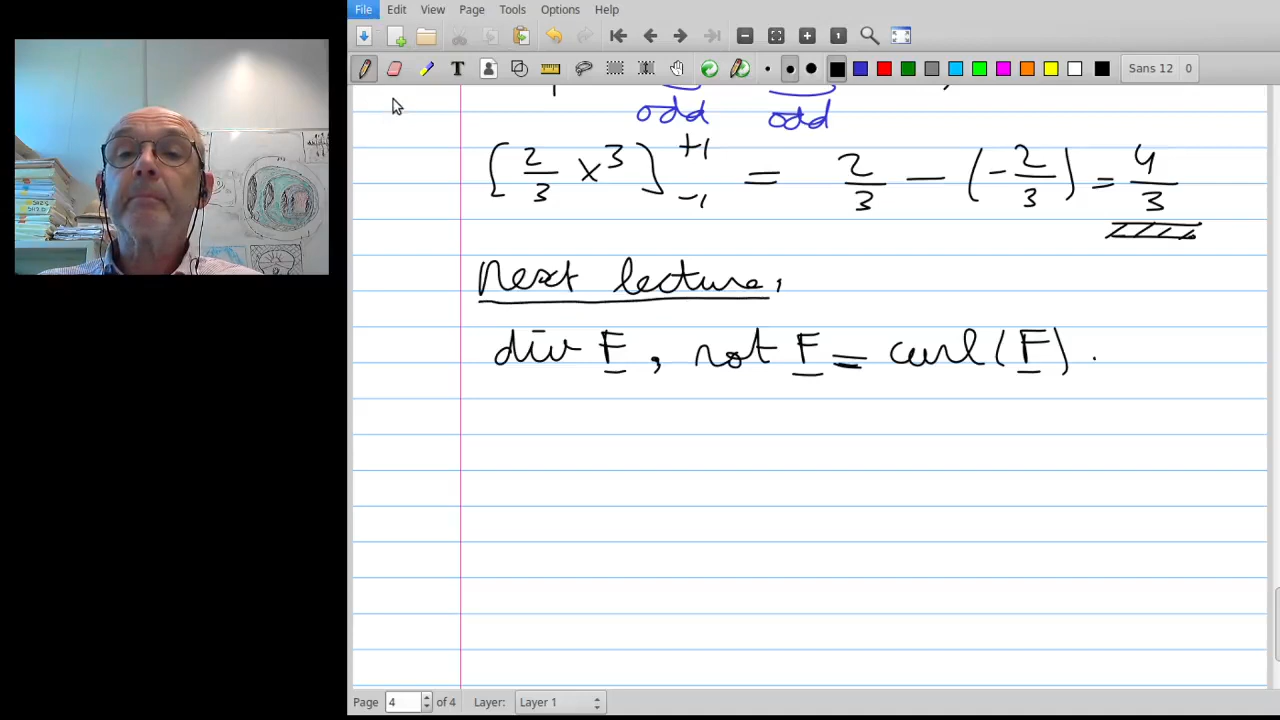 File Edit View Page Tools Options Help
Sans 12 0
odd odd
[2/3 x³]₋₁⁺¹ = 2/3 − (−2/3) = 4/3
Next lecture.
div F, rot F = curl(F).
Page 4 of 4 Layer: Layer 1